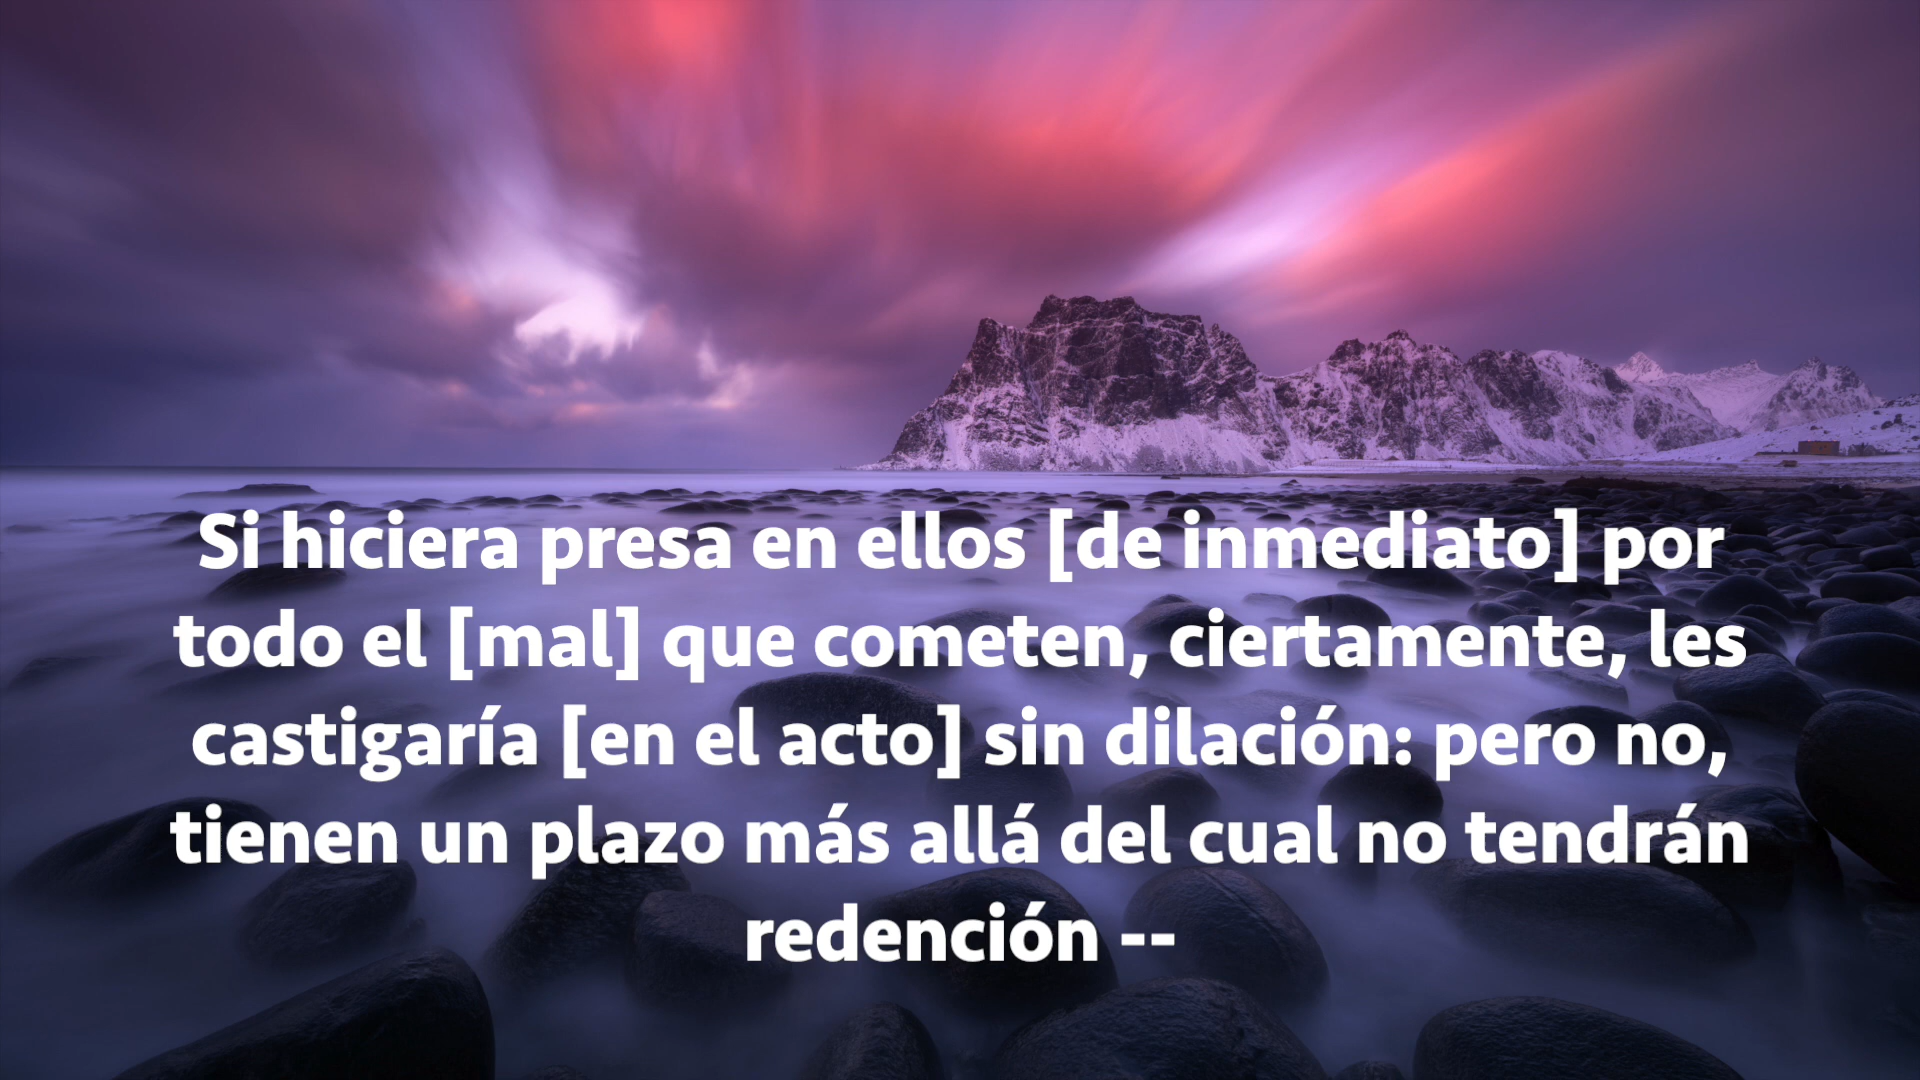 Si hiciera presa en ellos [de inmediato] por
todo el [mal] que cometen, ciertamente, les
castigaría [en el acto] sin dilación: pero no,
tienen un plazo más allá del cual no tendrán
redención --